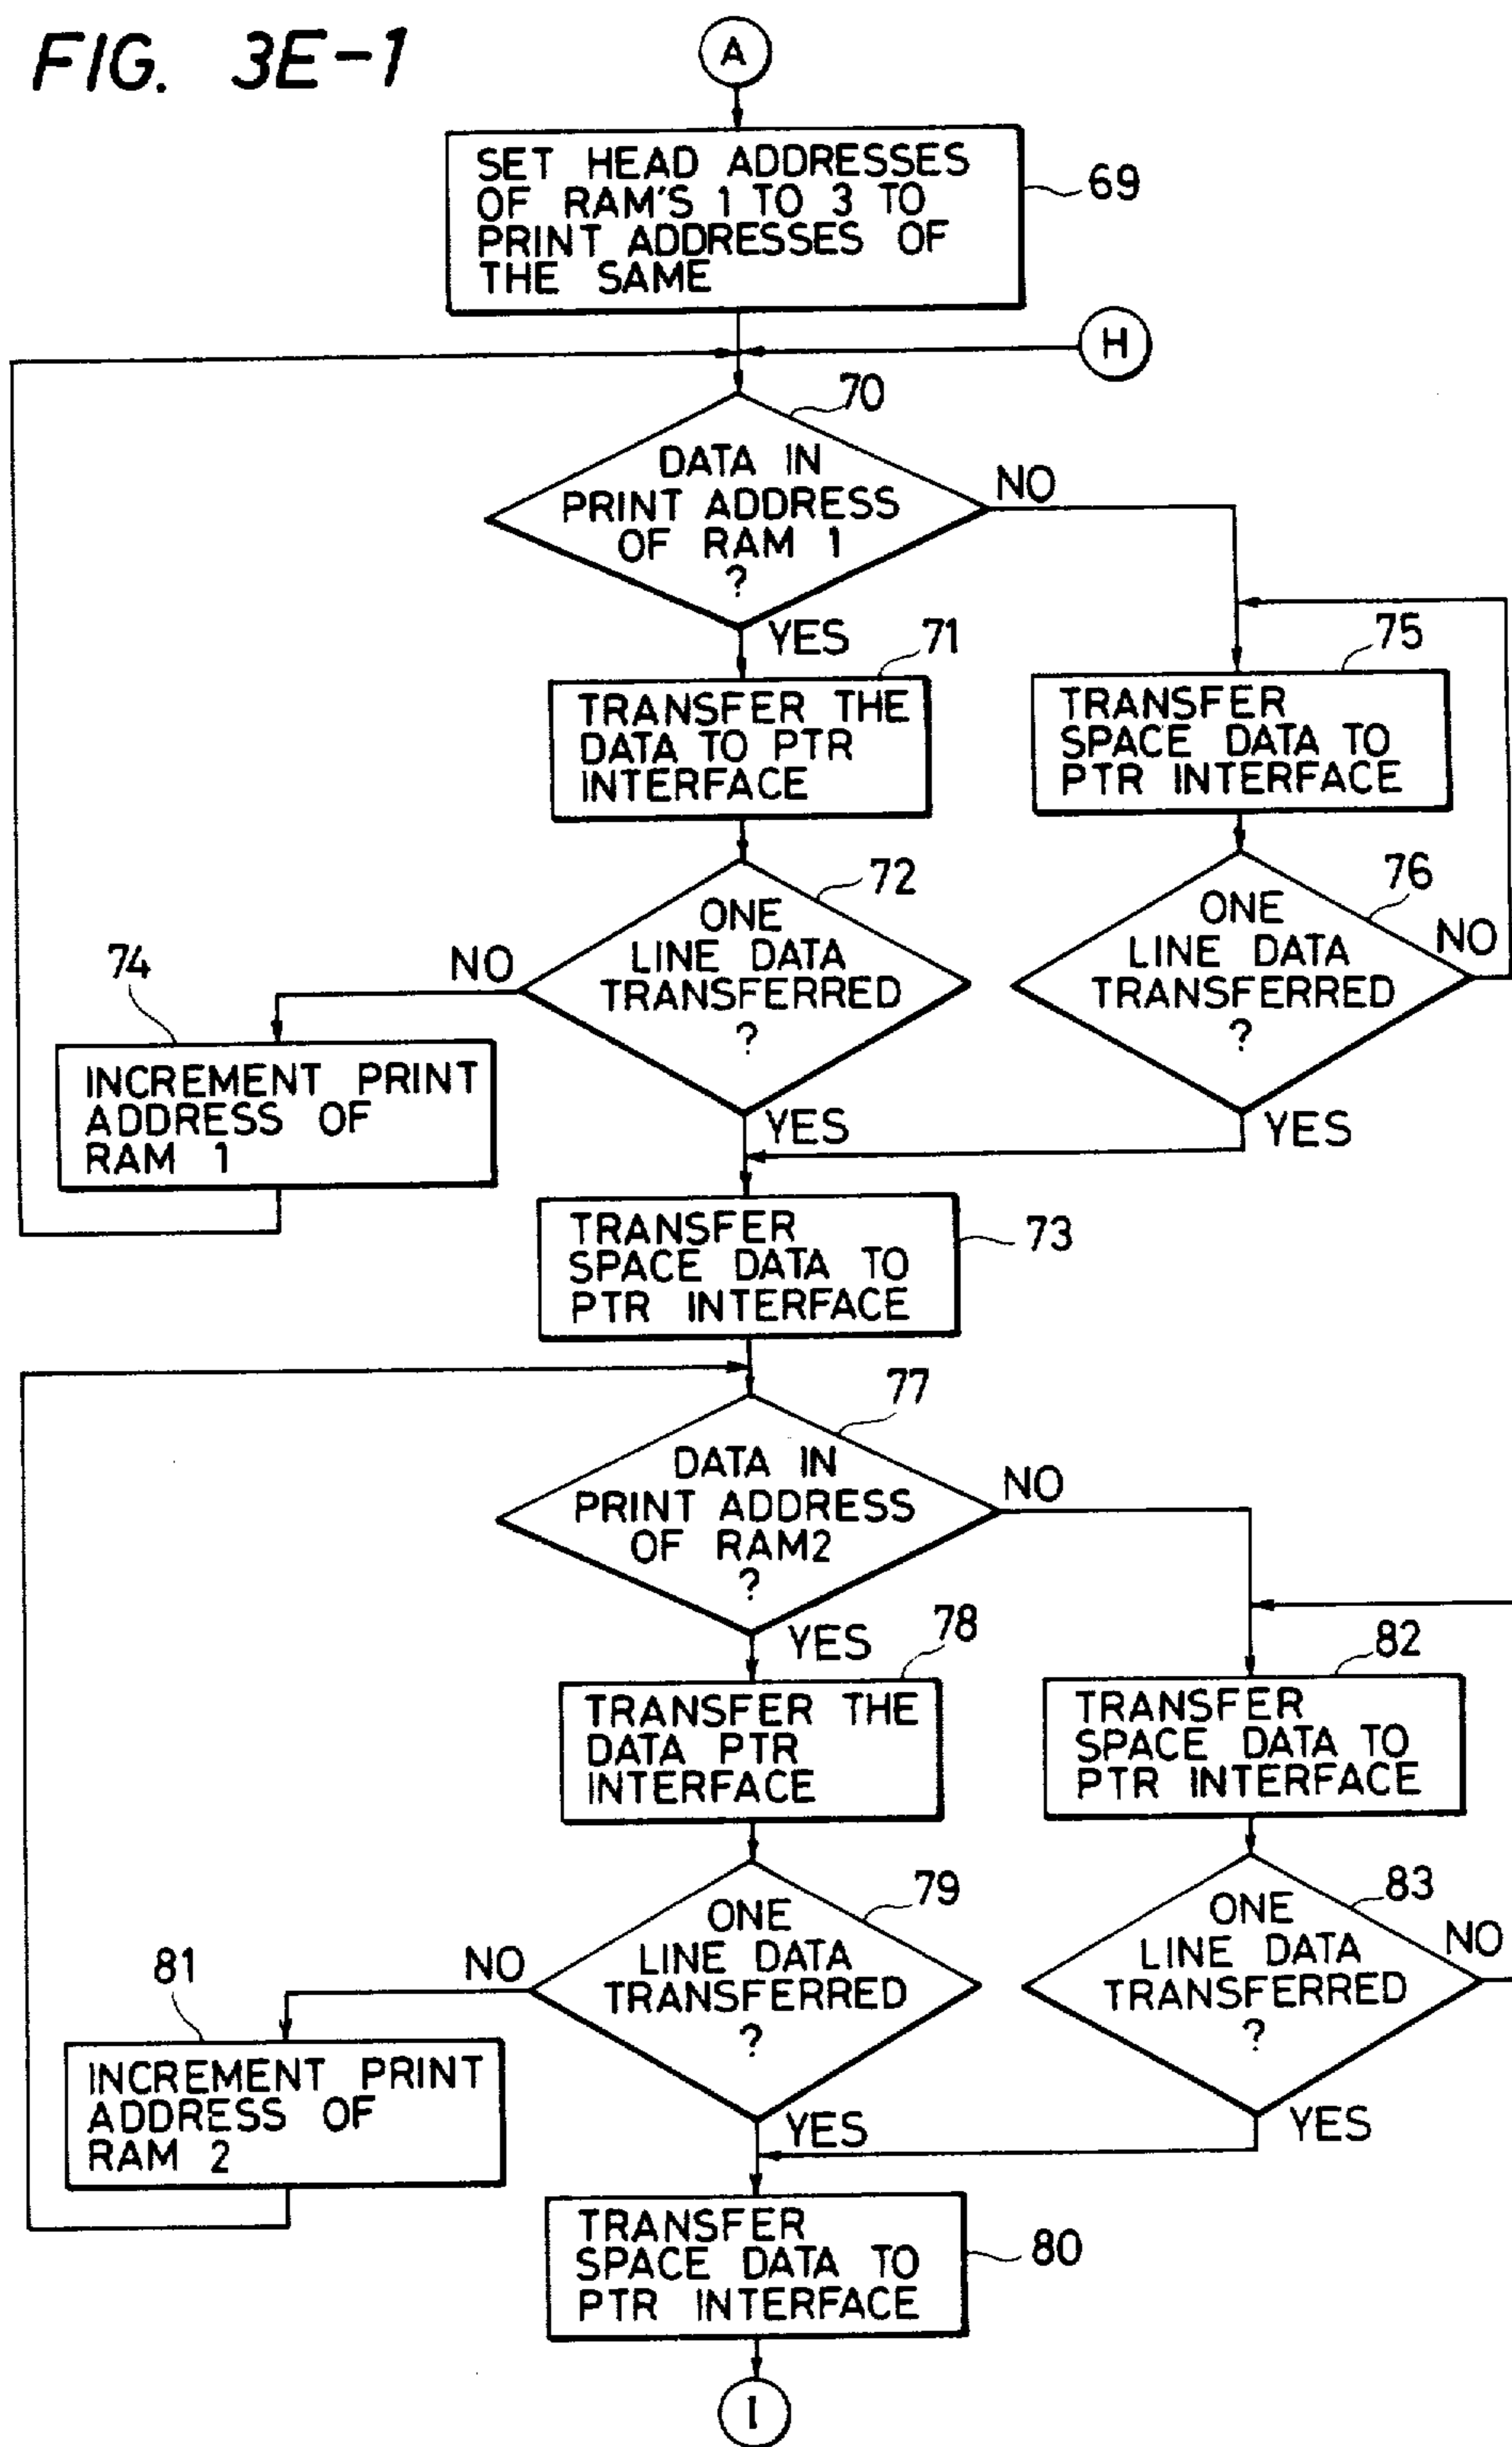 FIG. 3E-1
A
SET HEAD ADDRESSES
OF RAM'S 1 TO 3 TO
PRINT ADDRESSES OF
THE SAME
69
H
70
DATA IN
PRINT ADDRESS
OF RAM 1
?
NO
YES
71
TRANSFER THE
DATA TO PTR
INTERFACE
75
TRANSFER
SPACE DATA TO
PTR INTERFACE
72
ONE
LINE DATA
TRANSFERRED
?
NO
YES
76
ONE
LINE DATA
TRANSFERRED
?
NO
YES
74
INCREMENT PRINT
ADDRESS OF
RAM 1
TRANSFER
SPACE DATA TO
PTR INTERFACE
73
77
DATA IN
PRINT ADDRESS
OF RAM2
?
NO
YES
78
TRANSFER THE
DATA PTR
INTERFACE
82
TRANSFER
SPACE DATA TO
PTR INTERFACE
79
ONE
LINE DATA
TRANSFERRED
?
NO
YES
83
ONE
LINE DATA
TRANSFERRED
?
NO
YES
81
INCREMENT PRINT
ADDRESS OF
RAM 2
TRANSFER
SPACE DATA TO
PTR INTERFACE
80
I